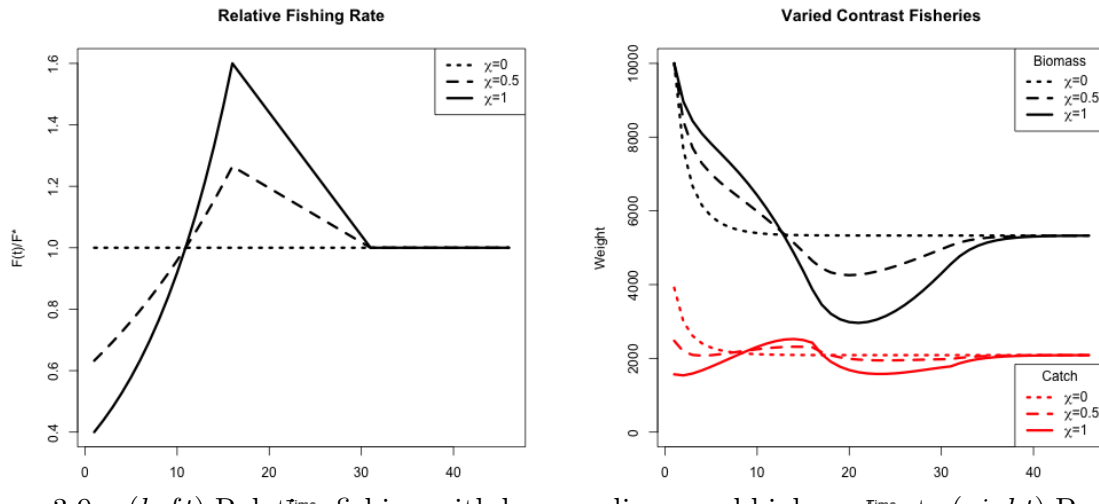 Relative Fishing Rate
F(t)/F*
1.6
1.4
1.2
1.0
0.8
0.6
0.4
0
10
20
30
40
χ=0
χ=0.5
χ=1
Time
Varied Contrast Fisheries
Weight
10000
8000
6000
4000
2000
0
0
10
20
30
40
Biomass
χ=0
χ=0.5
χ=1
Catch
χ=0
χ=0.5
χ=1
Time